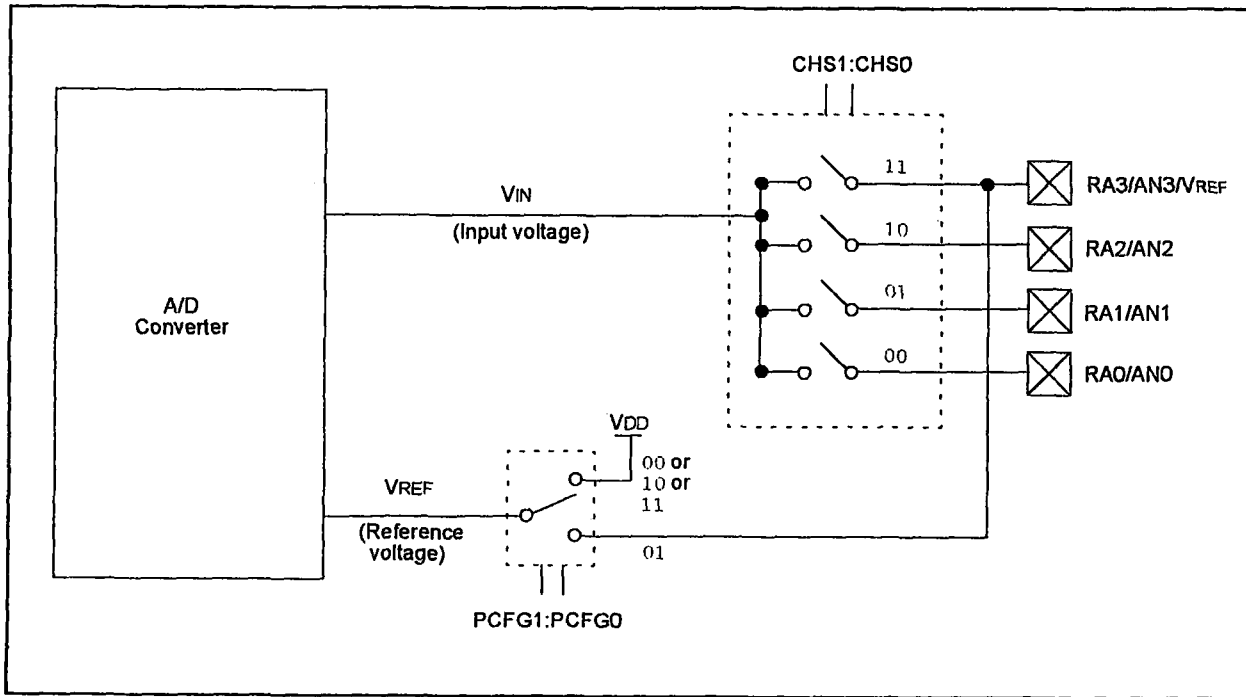 CHS1:CHS0
11
RA3/AN3/VREF
VIN
(Input voltage)
10
RA2/AN2
A/D
Converter
01
RA1/AN1
00
RA0/AN0
VDD
00 or
10 or
11
VREF
(Reference
voltage)
01
PCFG1:PCFG0